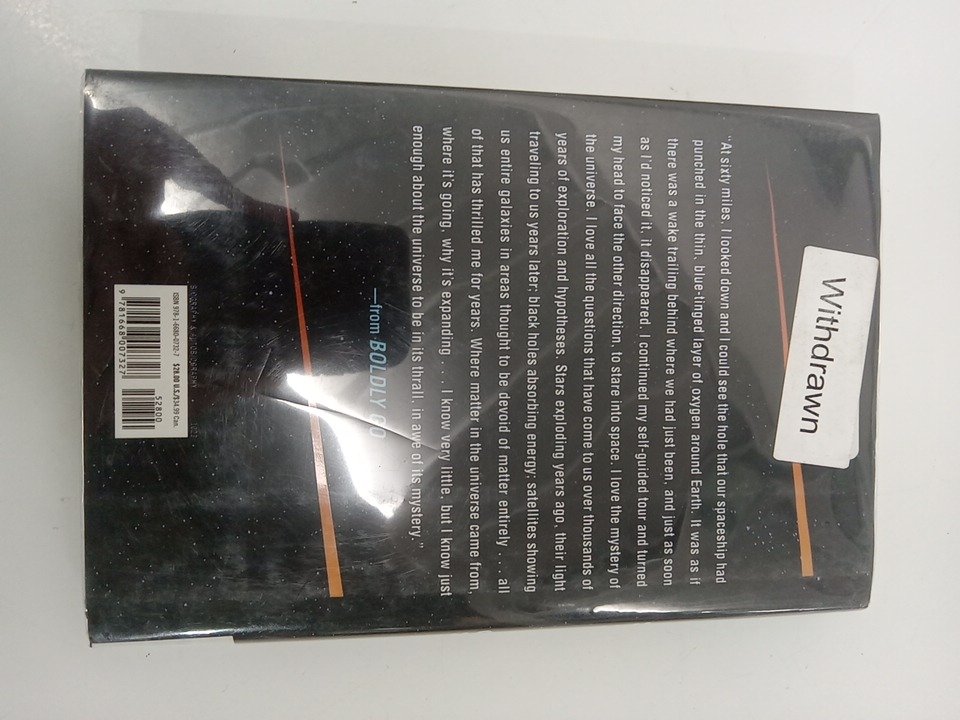 Withdrawn
"At sixty miles, I looked down and I could see the hole that our spaceship had
punched in the thin, blue-tinged layer of oxygen around Earth. It was as if
there was a wake trailing behind where we had just been, and just as soon
as I'd noticed it, it disappeared. I continued my self-guided tour and turned
my head to face the other direction, to stare into space. I love the mystery of
the universe. I love all the questions that have come to us over thousands of
years of exploration and hypotheses. Stars exploding years ago, their light
traveling to us years later; black holes absorbing energy; satellites showing
us entire galaxies in areas thought to be devoid of matter entirely . . . all
of that has thrilled me for years. Where matter in the universe came from,
where it's going, why it's expanding . . . . I know very little, but I know just
enough about the universe to be in its thrall, in awe of its mystery."
—from BOLDLY GO
ISBN 978-1-6680-0732-7 $28.00 U.S./$34.99 Can.
52800
9 781668 007327